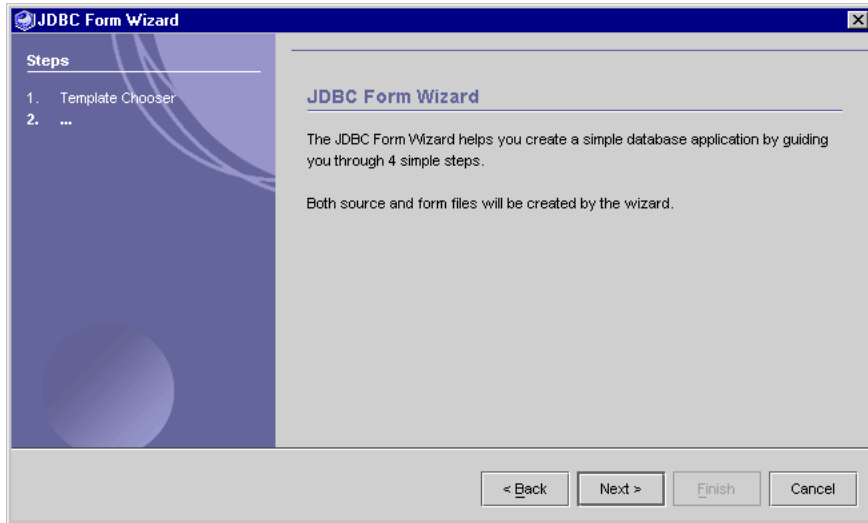 JDBC Form Wizard
Steps
1. Template Chooser
2. ...
JDBC Form Wizard
The JDBC Form Wizard helps you create a simple database application by guiding
you through 4 simple steps.
Both source and form files will be created by the wizard.
< Back
Next >
Finish
Cancel